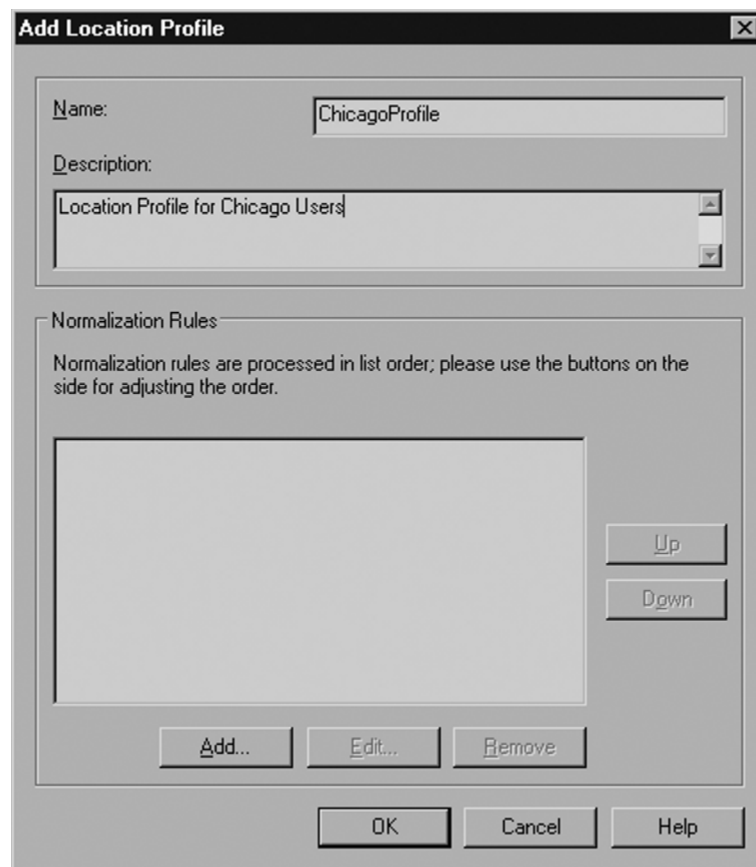 Add Location Profile
Name:
ChicagoProfile
Description:
Location Profile for Chicago Users
Normalization Rules
Normalization rules are processed in list order; please use the buttons on the
side for adjusting the order.
Up
Down
Add...
Edit...
Remove
OK
Cancel
Help